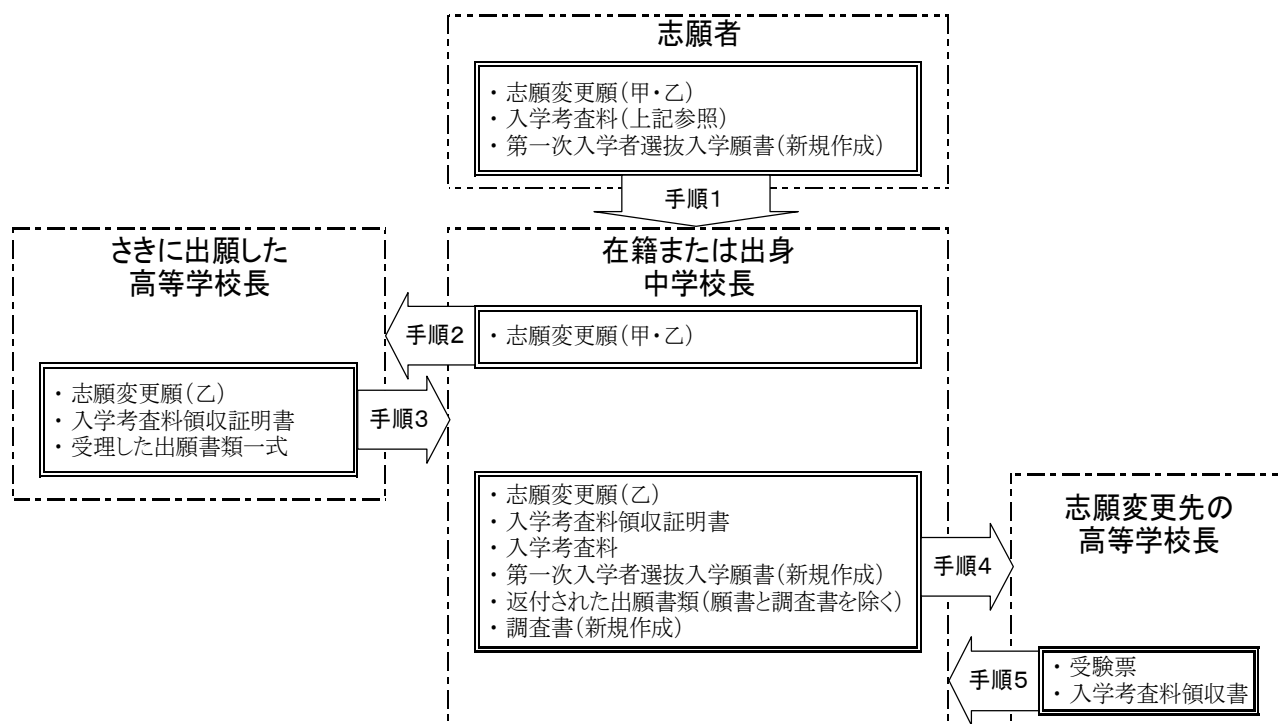 志願者
・ 志願変更願(甲・乙)
・ 入学考査料(上記参照)
・ 第一次入学者選抜入学願書(新規作成)
手順1
さきに出願した
高等学校長
在籍または出身
中学校長
手順2
・ 志願変更願(甲・乙)
・ 志願変更願(乙)
・ 入学考査料領収証明書
・ 受理した出願書類一式
手順3
・ 志願変更願(乙)
・ 入学考査料領収証明書
・ 入学考査料
・ 第一次入学者選抜入学願書(新規作成)
・ 返付された出願書類(願書と調査書を除く)
・ 調査書(新規作成)
手順4
志願変更先の
高等学校長
手順5
・ 受験票
・ 入学考査料領収書